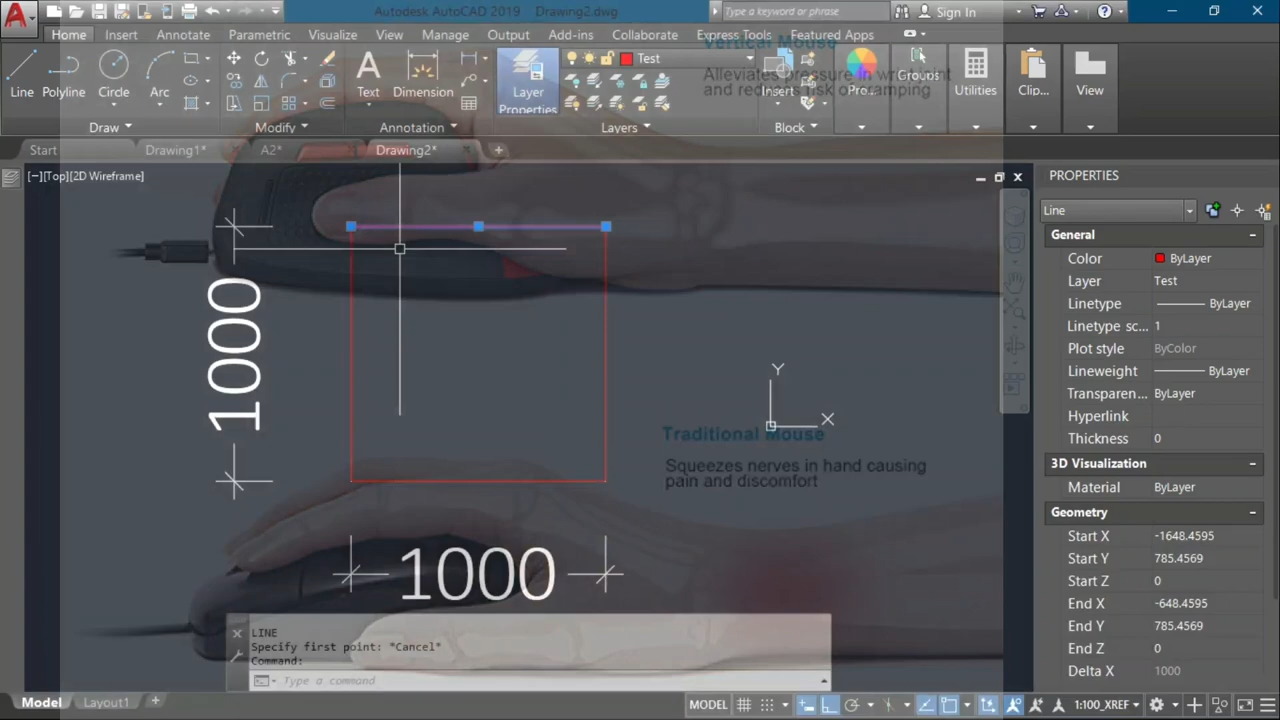 Autodesk AutoCAD 2019 Drawing2.dwg
Type a keyword or phrase
Sign In
Home Insert Annotate Parametric Visualize View Manage Output Add-ins Collaborate Express Tools Featured Apps
Vertical Mouse
Alleviates pressure in wrist joint
and reduces risk of cramping
Test
Line Polyline Circle Arc Text Dimension Layer
Properties Insert Pro... Groups Utilities Clip... View
Draw Modify Annotation Layers Block
Start Drawing1* A2* Drawing2*
[−][Top][2D Wireframe]
1000
1000
Y
X
Traditional Mouse
Squeezes nerves in hand causing
pain and discomfort
LINE
Specify first point: *Cancel*
Command:
Type a command
PROPERTIES
Line
General
Color ByLayer
Layer Test
Linetype ByLayer
Linetype sc... 1
Plot style ByColor
Lineweight ByLayer
Transparen... ByLayer
Hyperlink
Thickness 0
3D Visualization
Material ByLayer
Geometry
Start X -1648.4595
Start Y 785.4569
Start Z 0
End X -648.4595
End Y 785.4569
End Z 0
Delta X 1000
Model Layout1
MODEL 1:100_XREF